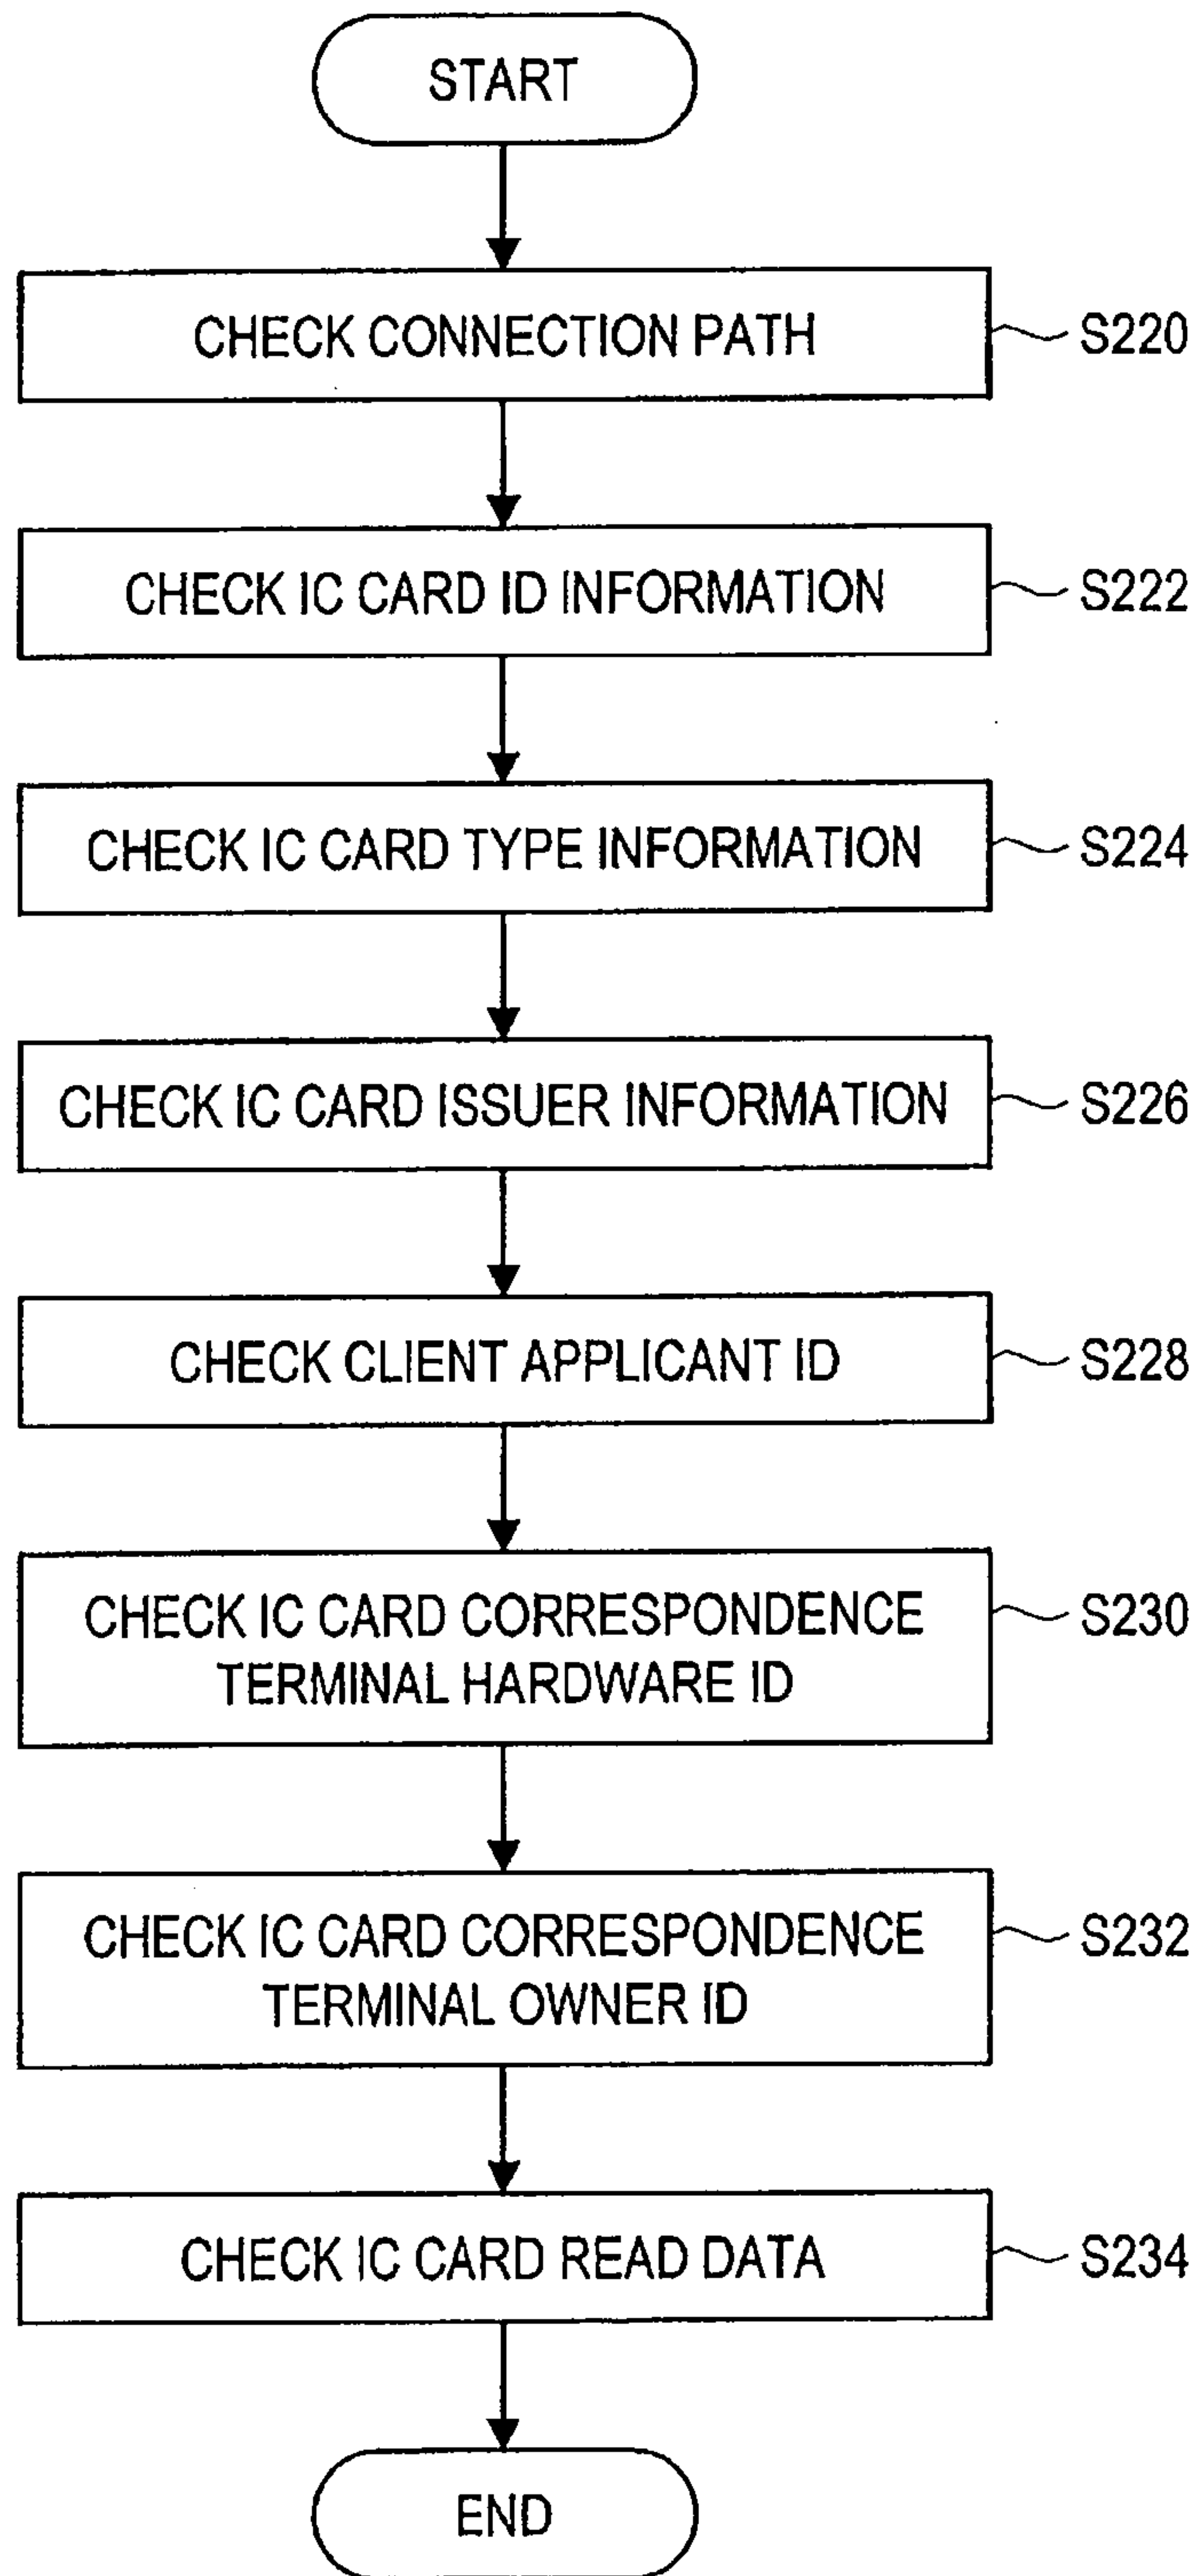 START
CHECK CONNECTION PATH
S220
CHECK IC CARD ID INFORMATION
S222
CHECK IC CARD TYPE INFORMATION
S224
CHECK IC CARD ISSUER INFORMATION
S226
CHECK CLIENT APPLICANT ID
S228
CHECK IC CARD CORRESPONDENCE
TERMINAL HARDWARE ID
S230
CHECK IC CARD CORRESPONDENCE
TERMINAL OWNER ID
S232
CHECK IC CARD READ DATA
S234
END